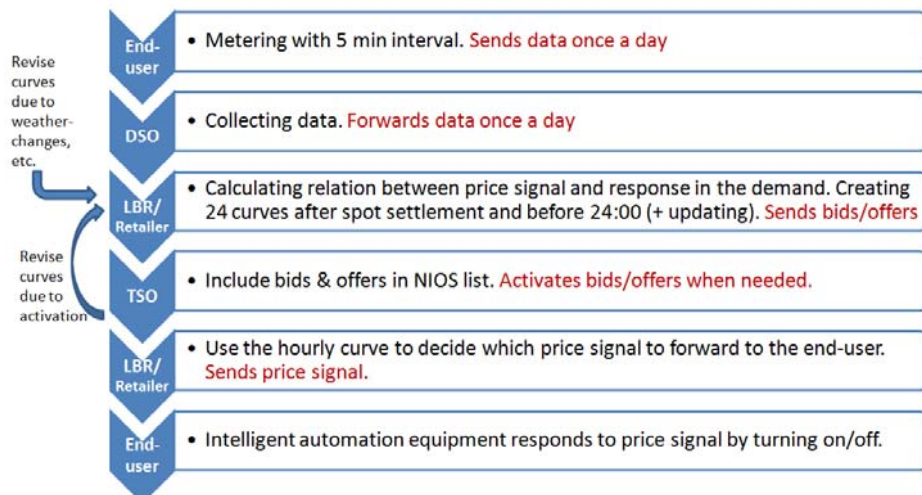 End-
user
• Metering with 5 min interval. Sends data once a day
Revise
curves
due to
weather-
changes,
etc.
DSO
• Collecting data. Forwards data once a day
LBR/
Retailer
• Calculating relation between price signal and response in the demand. Creating
24 curves after spot settlement and before 24:00 (+ updating). Sends bids/offers
Revise
curves
due to
activation
TSO
• Include bids & offers in NIOS list. Activates bids/offers when needed.
LBR/
Retailer
• Use the hourly curve to decide which price signal to forward to the end-user.
Sends price signal.
End-
user
• Intelligent automation equipment responds to price signal by turning on/off.